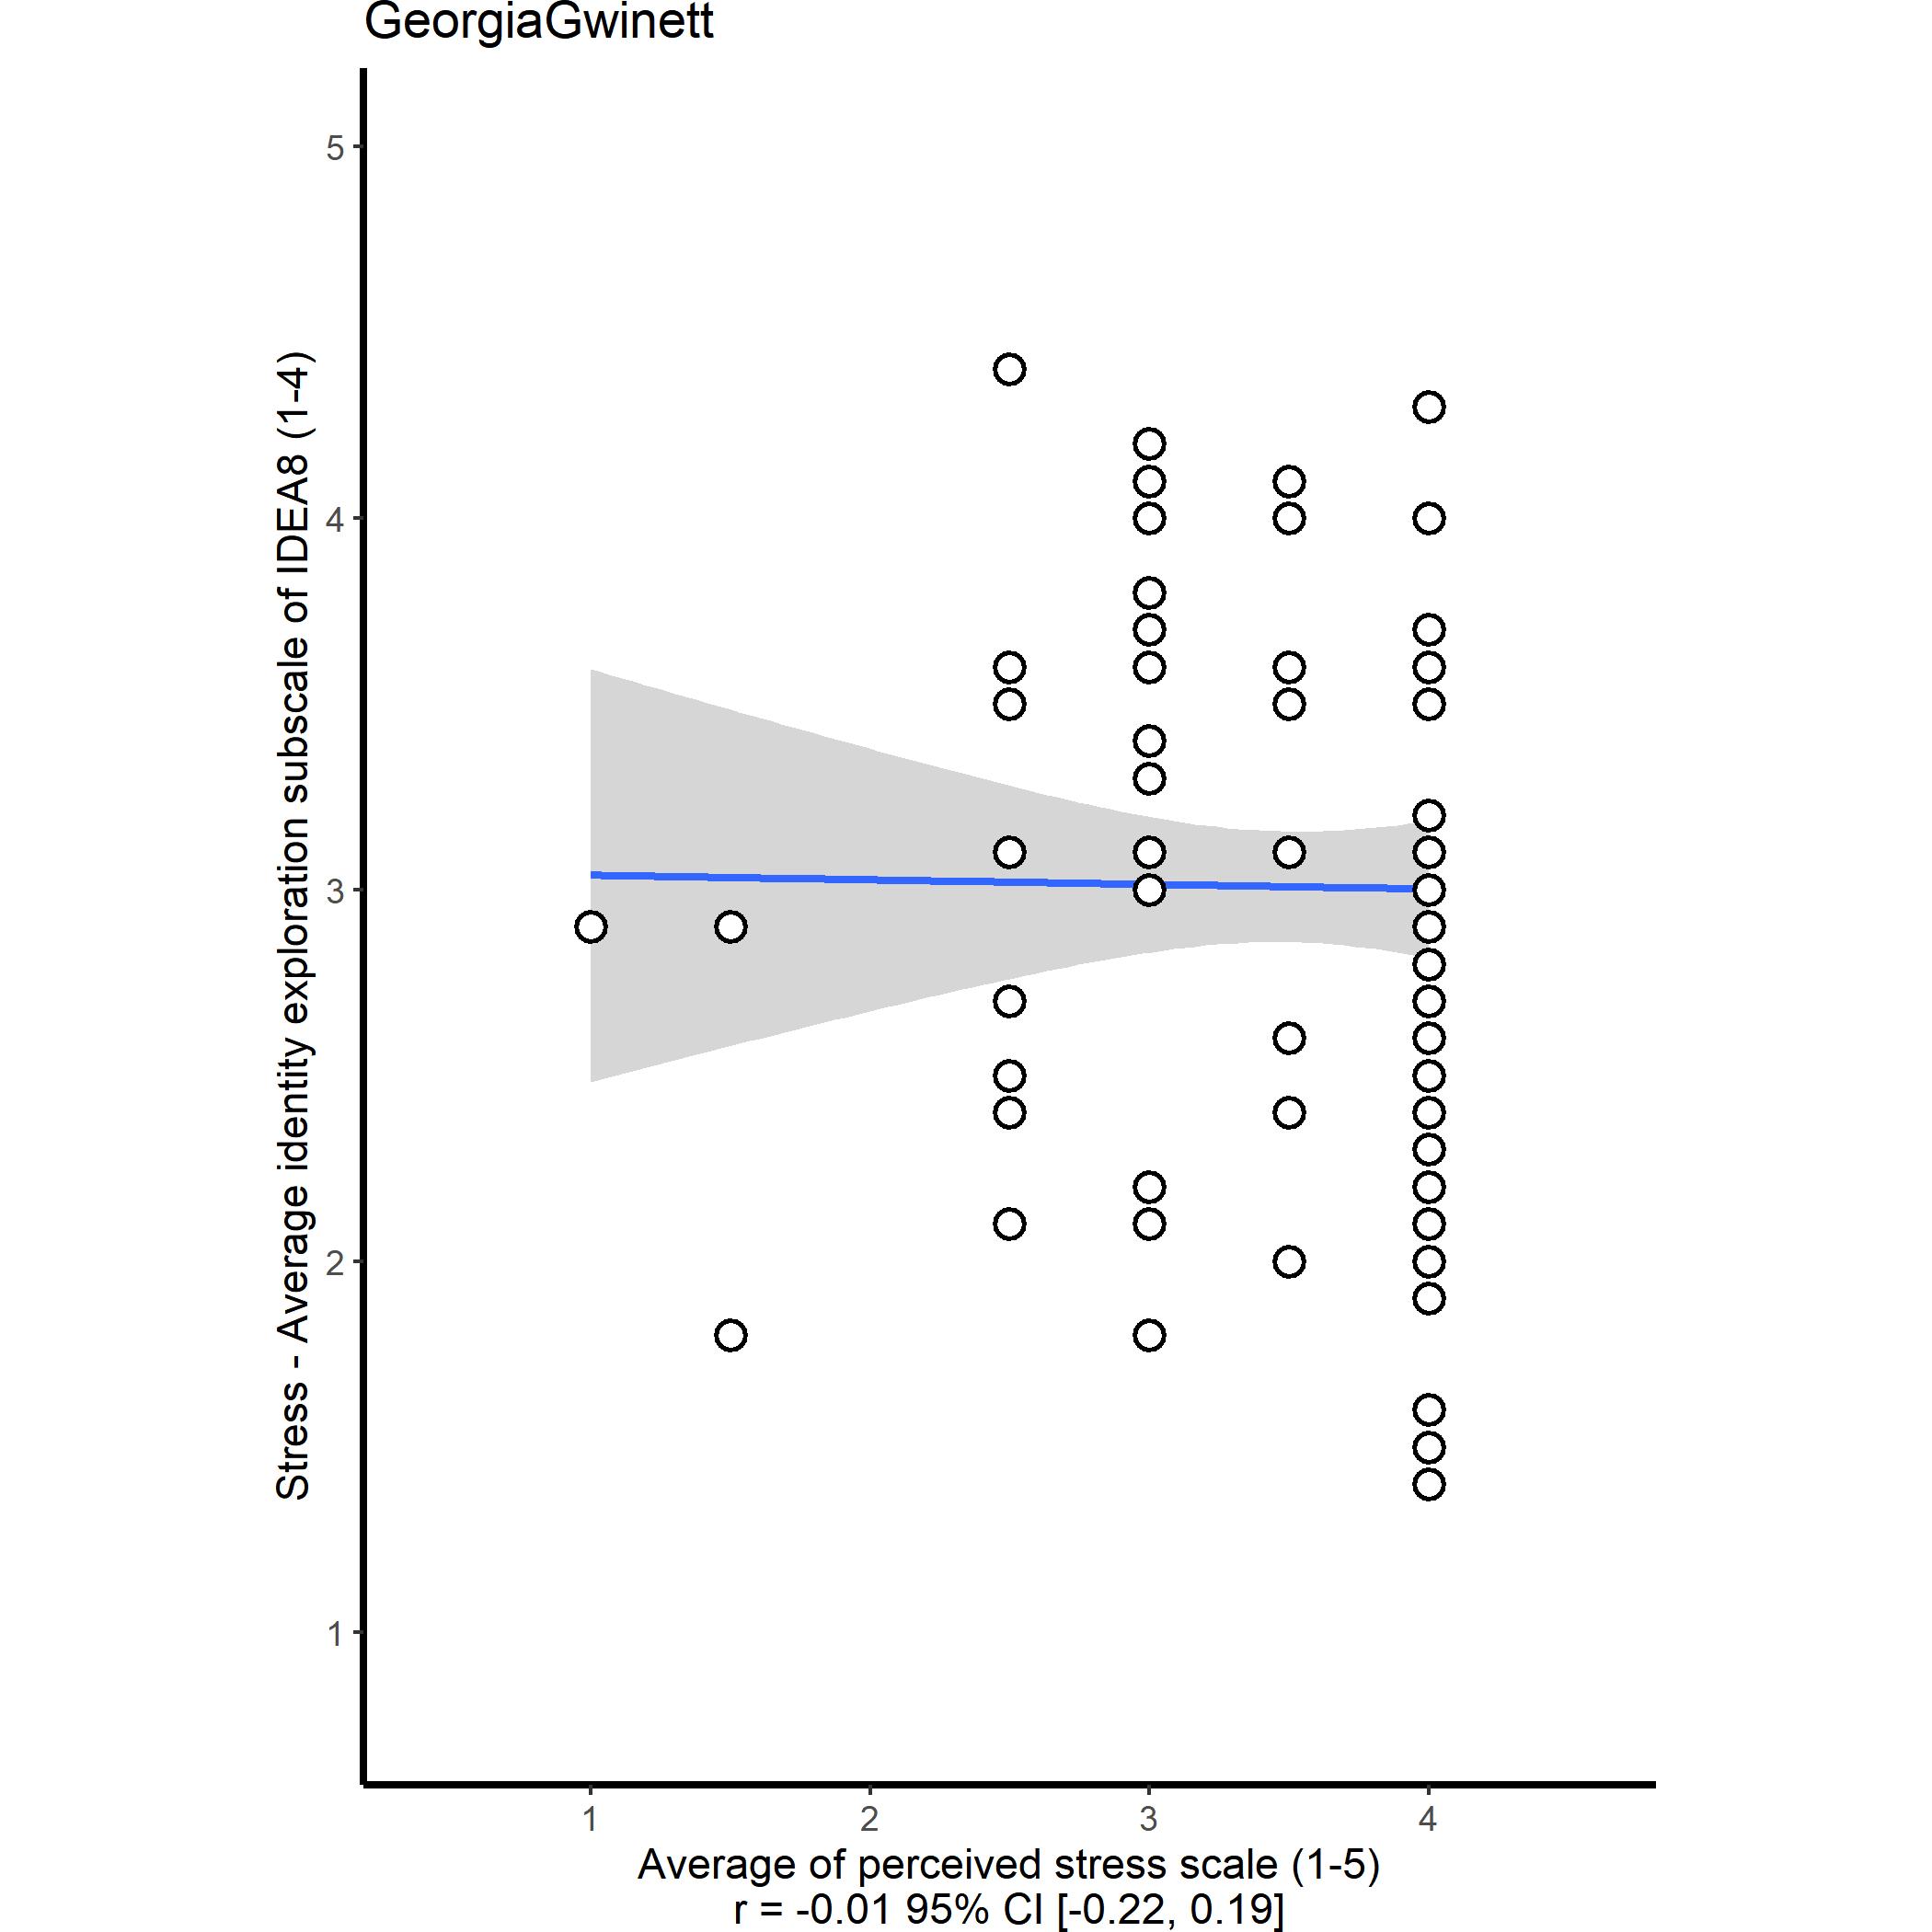 GeorgiaGwinett
Stress - Average identity exploration subscale of IDEA8 (1-4)
5
4
3
2
1
1
2
3
4
Average of perceived stress scale (1-5)
r = -0.01 95% CI [-0.22, 0.19]